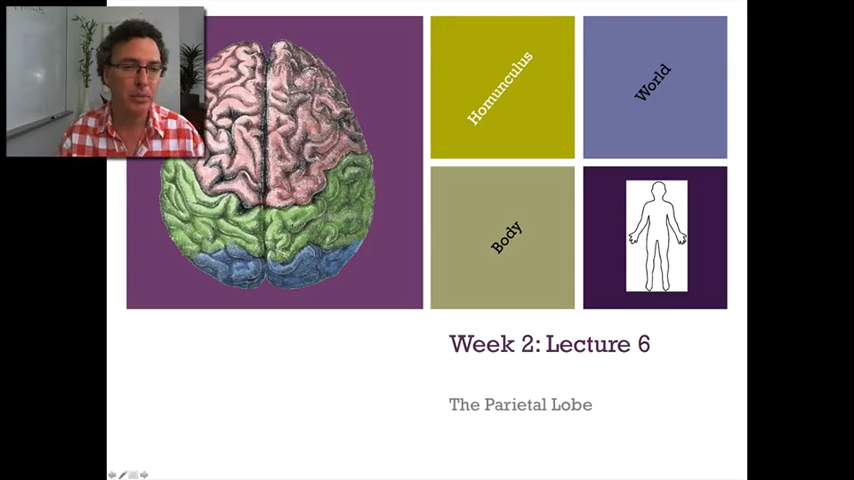 Homunculus
World
Body
Week 2: Lecture 6
The Parietal Lobe